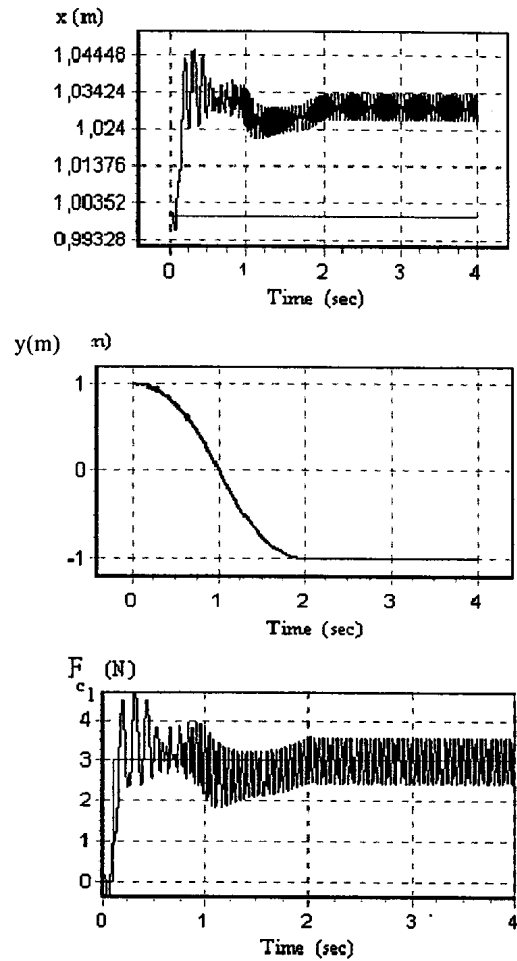 x (m)
1,04448
1,03424
1,024
1,01376
1,00352
0,99328
0 1 2 3 4
Time (sec)
y(m) n)
1
0
-1
0 1 2 3 4
Time (sec)
F (N)
c 1
4
3
2
1
0
0 1 2 3 4
Time (sec)